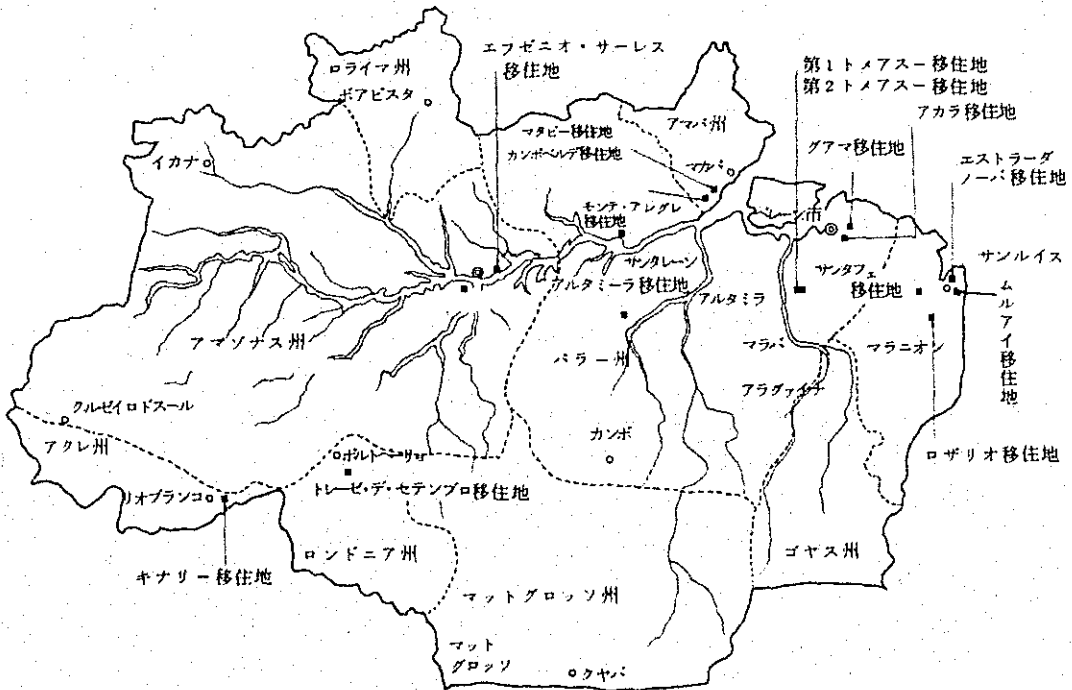 エフゼニオ・サーレス
移住地
ロライマ州
ボアビスタ
第1トメアスー移住地
第2トメアスー移住地
アカラ移住地
アマパ州
マタピー移住地
カンポベルデ移住地
グアマ移住地
マカパ
イカナ
エストラーダ
ノーバ移住地
モンテ・アレグレ
移住地
ベレーン市
サンタレーン
アルタミーラ移住地
サンタフェ
移住地
サンルイス
アルタミラ
ムルアイ移住地
アマゾナス州
パラー州
マラバ
マラニオン
アラグァイナ
クルゼイロドスール
アクレ州
カンボ
ポルトベーリョ
ロザリオ移住地
リオブランコ
トレーゼ・デ・セテンブロ移住地
ロンドニア州
ゴヤス州
キナリー移住地
マットグロッソ州
マット
グロッソ
クヤバ